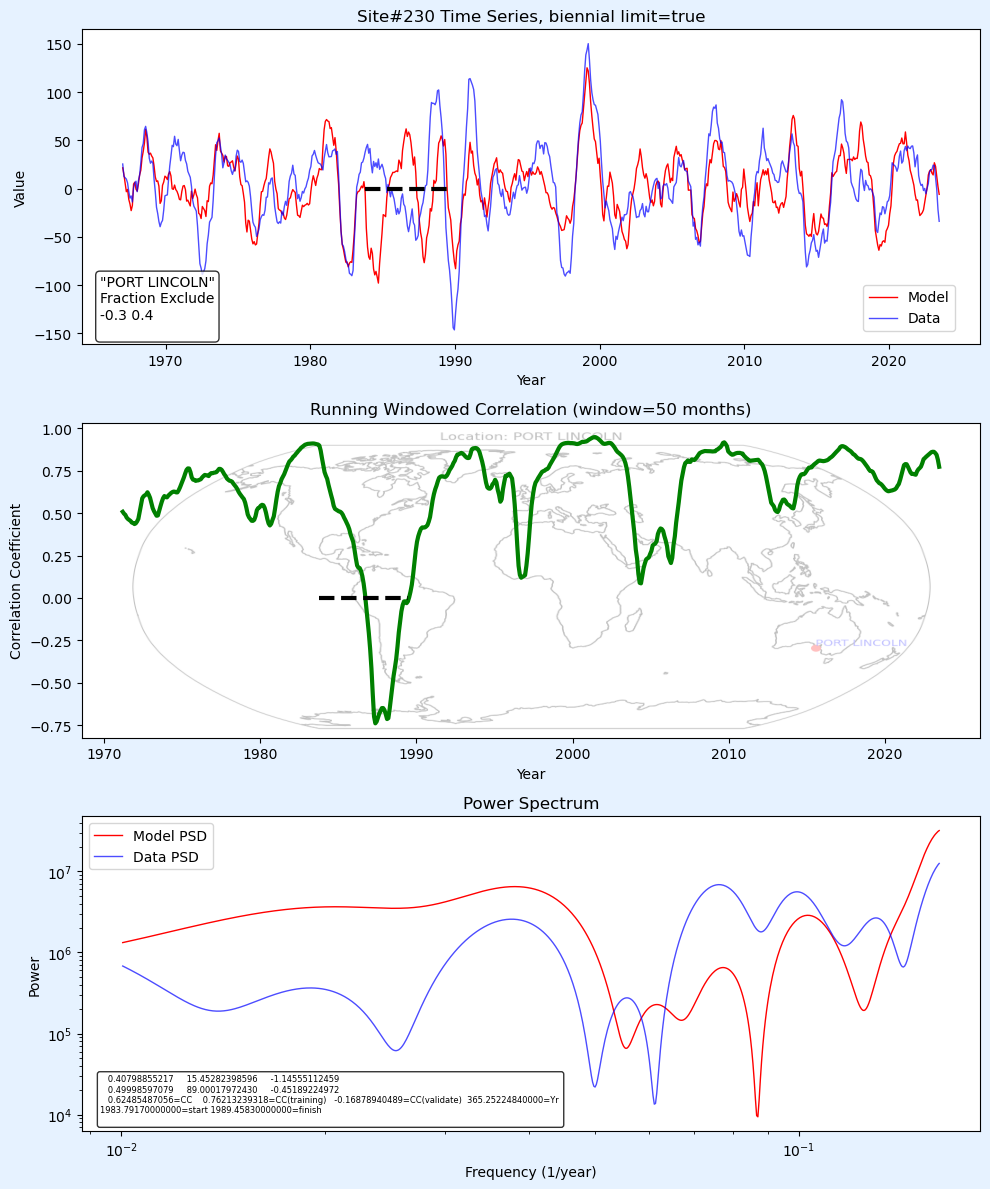 Site#230 Time Series, biennial limit=true
150
100
50
0
−50
−100
−150
Value
"PORT LINCOLN"
Fraction Exclude
-0.3 0.4
Model
Data
1970
1980
1990
2000
2010
2020
Year
Running Windowed Correlation (window=50 months)
Location: PORT LINCOLN
1.00
0.75
0.50
0.25
0.00
−0.25
−0.50
−0.75
Correlation Coefficient
PORT LINCOLN
1970
1980
1990
2000
2010
2020
Year
Power Spectrum
Model PSD
Data PSD
10⁷
10⁶
10⁵
10⁴
Power
0.40798855217 15.45282398596 -1.14555112459
0.49998597079 89.00017972430 -0.45189224972
0.62485487056=CC 0.76213239318=CC(training) -0.16878940489=CC(validate) 365.25224840000=Yr
1983.79170000000=start 1989.45830000000=finish
10⁻²
10⁻¹
Frequency (1/year)